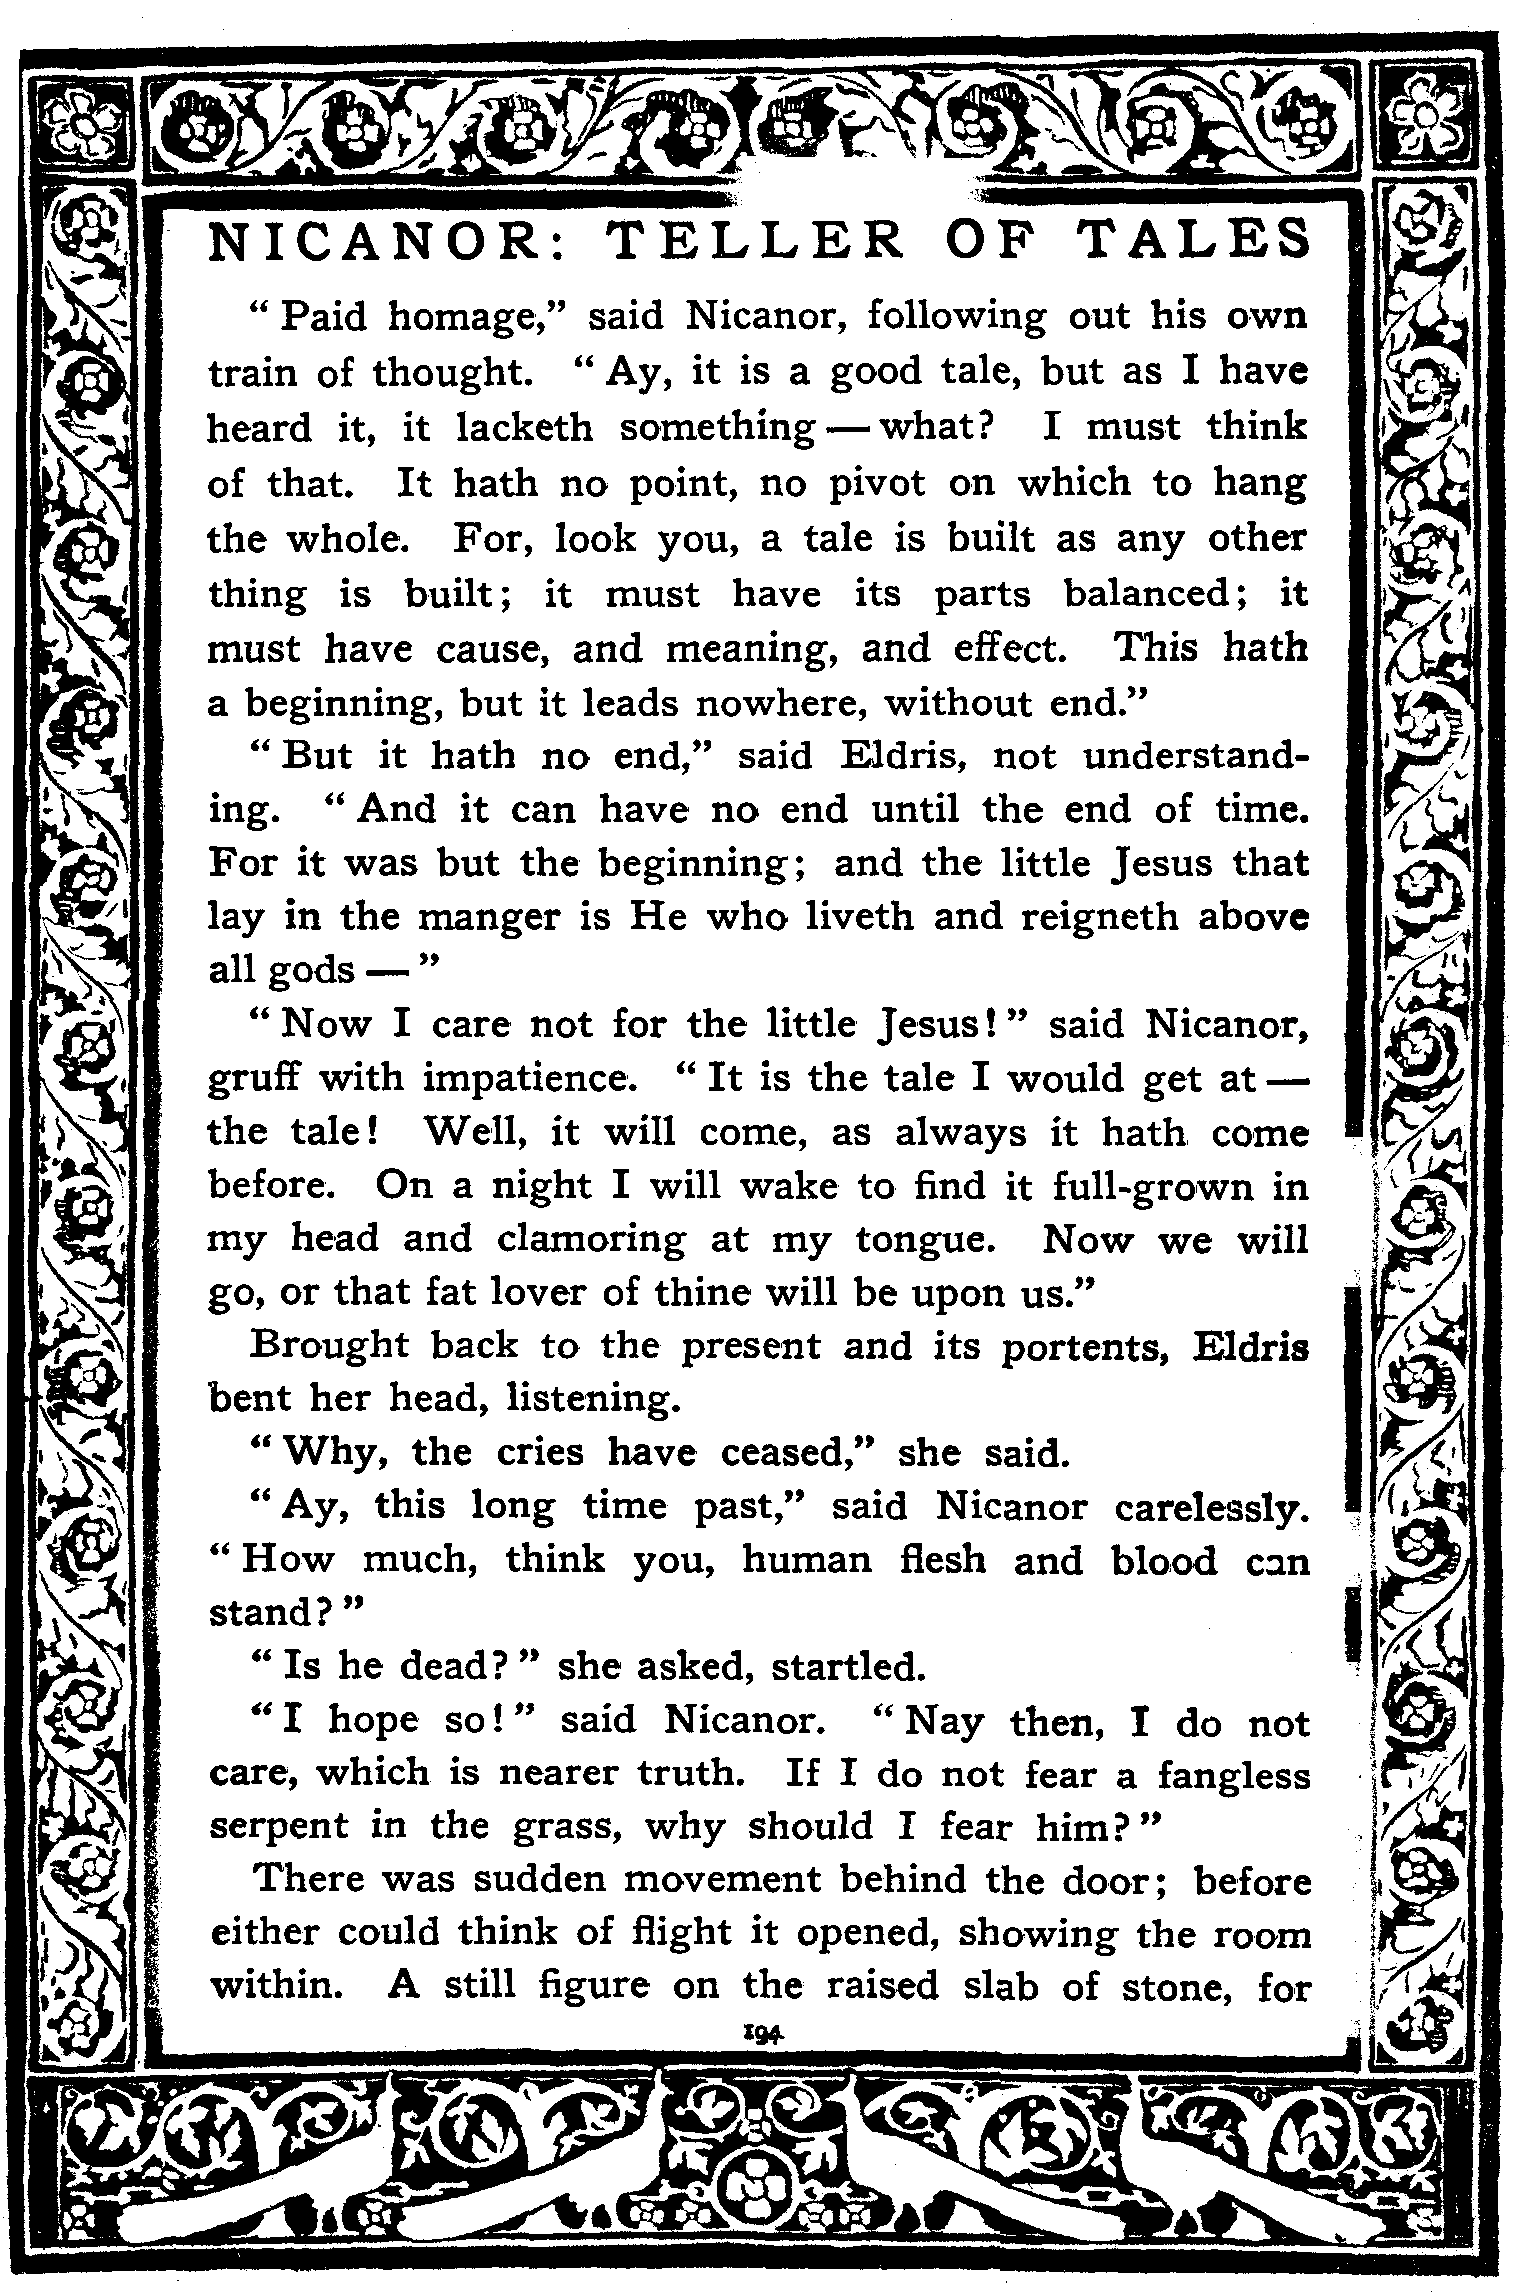 NICANOR: TELLER OF TALES
“Paid homage,” said Nicanor, following out his own
train of thought. “Ay, it is a good tale, but as I have
heard it, it lacketh something — what? I must think
of that. It hath no point, no pivot on which to hang
the whole. For, look you, a tale is built as any other
thing is built; it must have its parts balanced; it
must have cause, and meaning, and effect. This hath
a beginning, but it leads nowhere, without end.”
“But it hath no end,” said Eldris, not understand-
ing. “And it can have no end until the end of time.
For it was but the beginning; and the little Jesus that
lay in the manger is He who liveth and reigneth above
all gods — ”
“Now I care not for the little Jesus!” said Nicanor,
gruff with impatience. “It is the tale I would get at —
the tale! Well, it will come, as always it hath come
before. On a night I will wake to find it full-grown in
my head and clamoring at my tongue. Now we will
go, or that fat lover of thine will be upon us.”
Brought back to the present and its portents, Eldris
bent her head, listening.
“Why, the cries have ceased,” she said.
“Ay, this long time past,” said Nicanor carelessly.
“How much, think you, human flesh and blood can
stand?”
“Is he dead?” she asked, startled.
“I hope so!” said Nicanor. “Nay then, I do not
care, which is nearer truth. If I do not fear a fangless
serpent in the grass, why should I fear him?”
There was sudden movement behind the door; before
either could think of flight it opened, showing the room
within. A still figure on the raised slab of stone, for
194